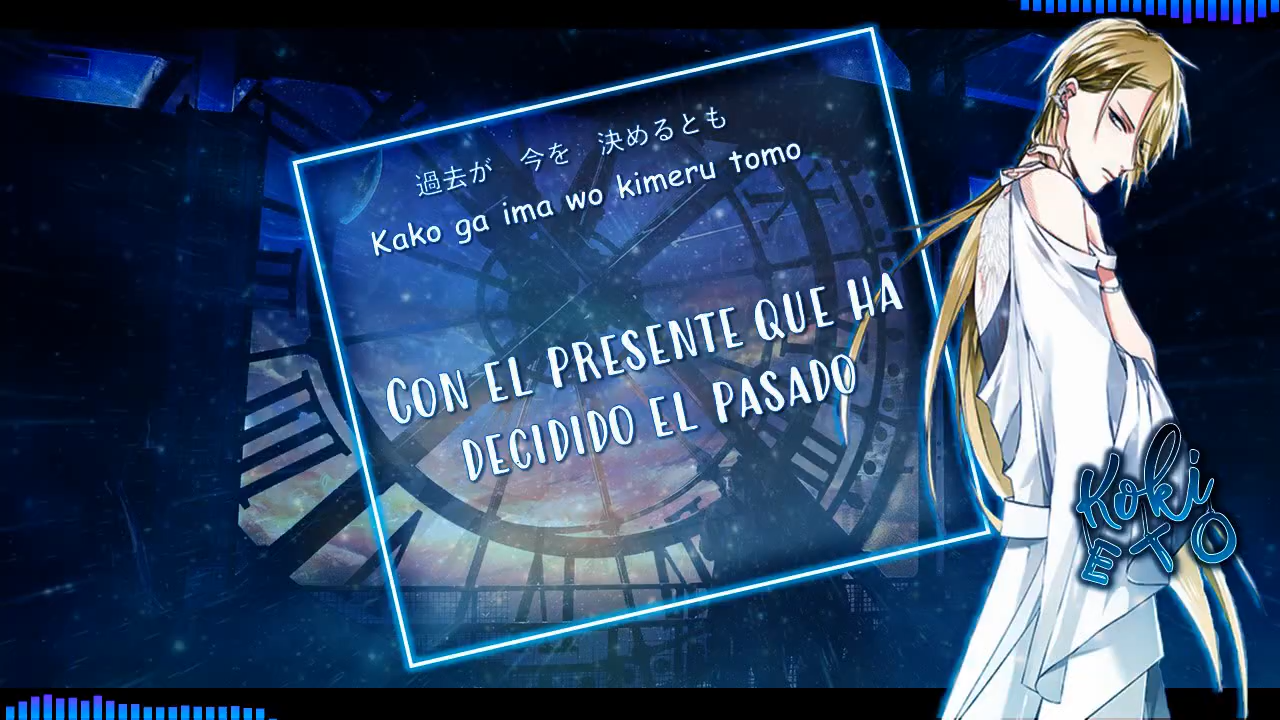 過去が 今を 決めるとも
Kako ga ima wo kimeru tomo
CON EL PRESENTE QUE HA
DECIDIDO EL PASADO
Koki
ETO